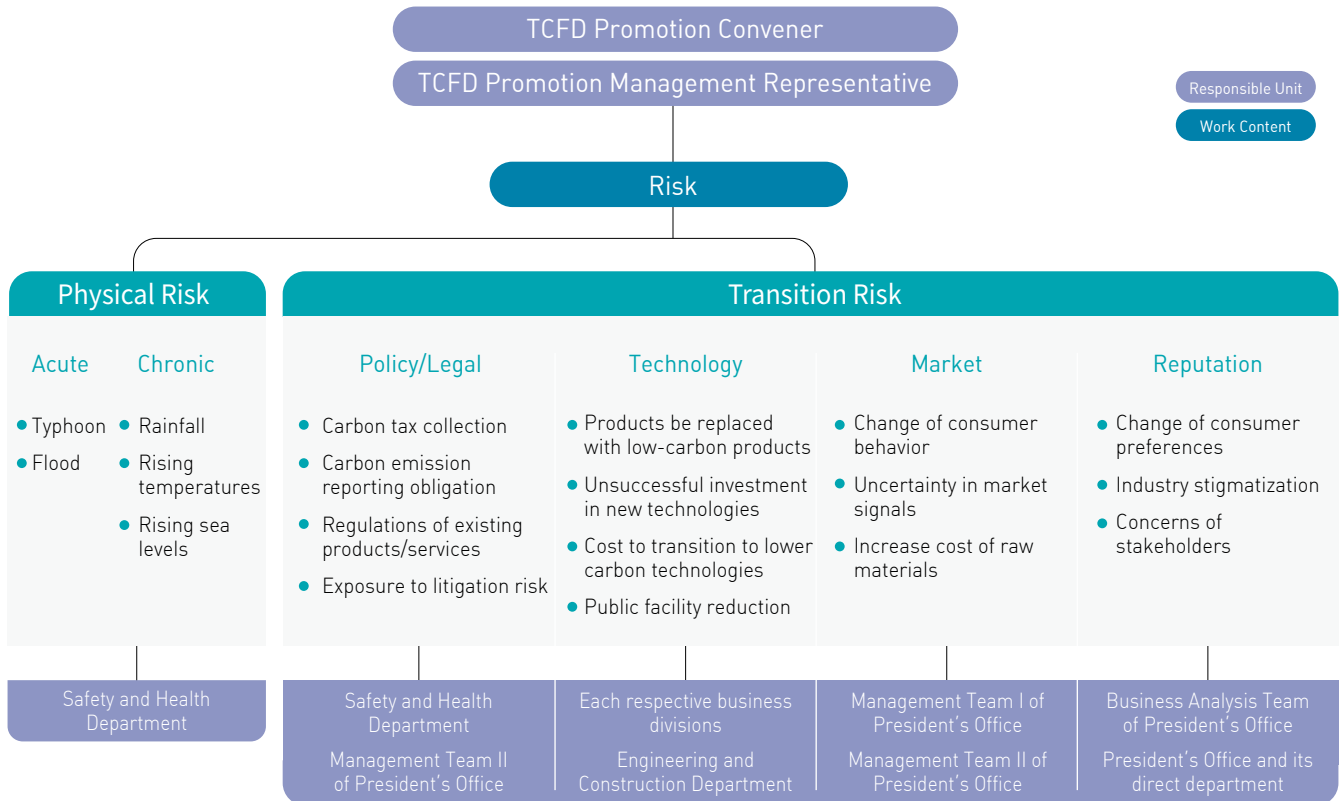 TCFD Promotion Convener
TCFD Promotion Management Representative
Responsible Unit
Work Content
Risk
Physical Risk
Acute
Typhoon
Flood
Chronic
Rainfall
Rising
temperatures
Rising sea
levels
Safety and Health
Department
Transition Risk
Policy/Legal
Carbon tax collection
Carbon emission
reporting obligation
Regulations of existing
products/services
Exposure to litigation risk
Safety and Health
Department
Management Team II
of President's Office
Technology
Products be replaced
with low-carbon products
Unsuccessful investment
in new technologies
Cost to transition to lower
carbon technologies
Public facility reduction
Each respective business
divisions
Engineering and
Construction Department
Market
Change of consumer
behavior
Uncertainty in market
signals
Increase cost of raw
materials
Management Team I of
President's Office
Management Team II of
President's Office
Reputation
Change of consumer
preferences
Industry stigmatization
Concerns of
stakeholders
Business Analysis Team
of President's Office
President's Office and its
direct department